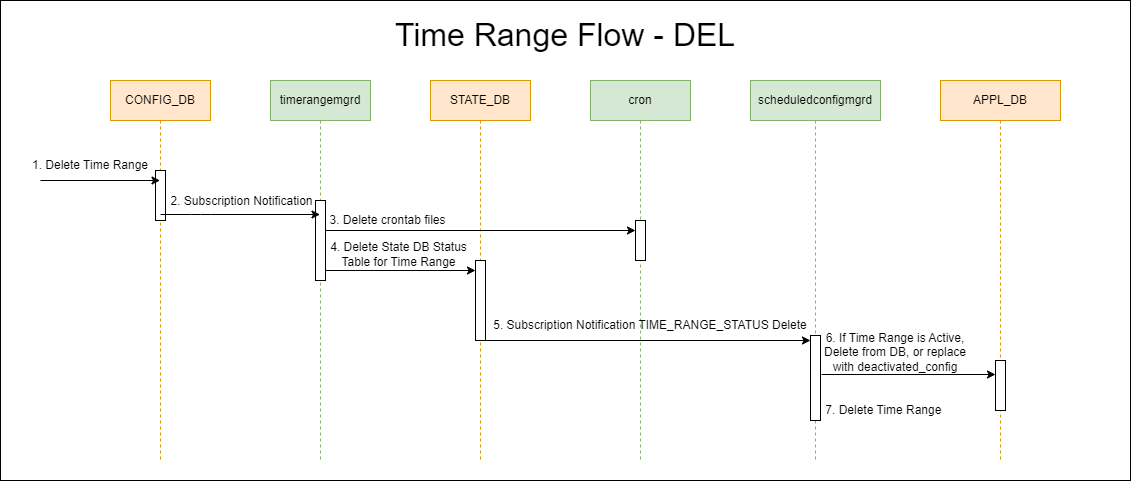 Time Range Flow - DEL
CONFIG_DB
timerangemgrd
STATE_DB
cron
scheduledconfigmgrd
APPL_DB
1. Delete Time Range
2. Subscription Notification
3. Delete crontab files
4. Delete State DB Status
Table for Time Range
5. Subscription Notification TIME_RANGE_STATUS Delete
6. If Time Range is Active,
Delete from DB, or replace
with deactivated_config
7. Delete Time Range